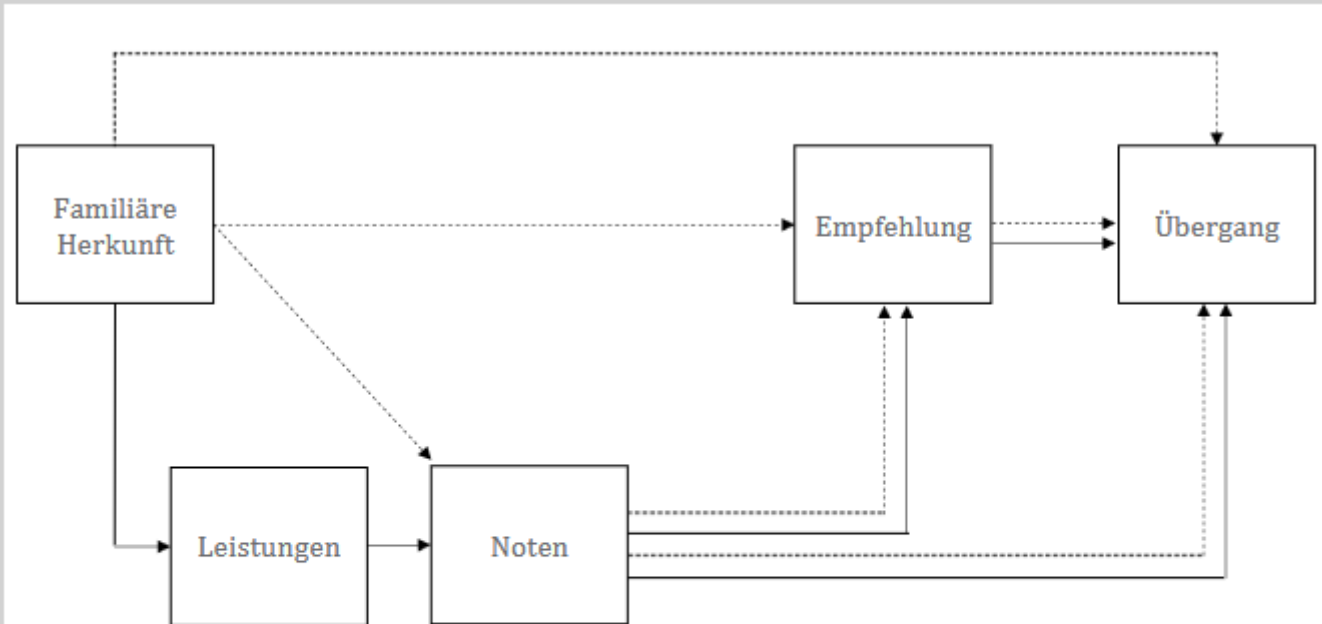 Familiäre
Herkunft
Empfehlung
Übergang
Leistungen
Noten